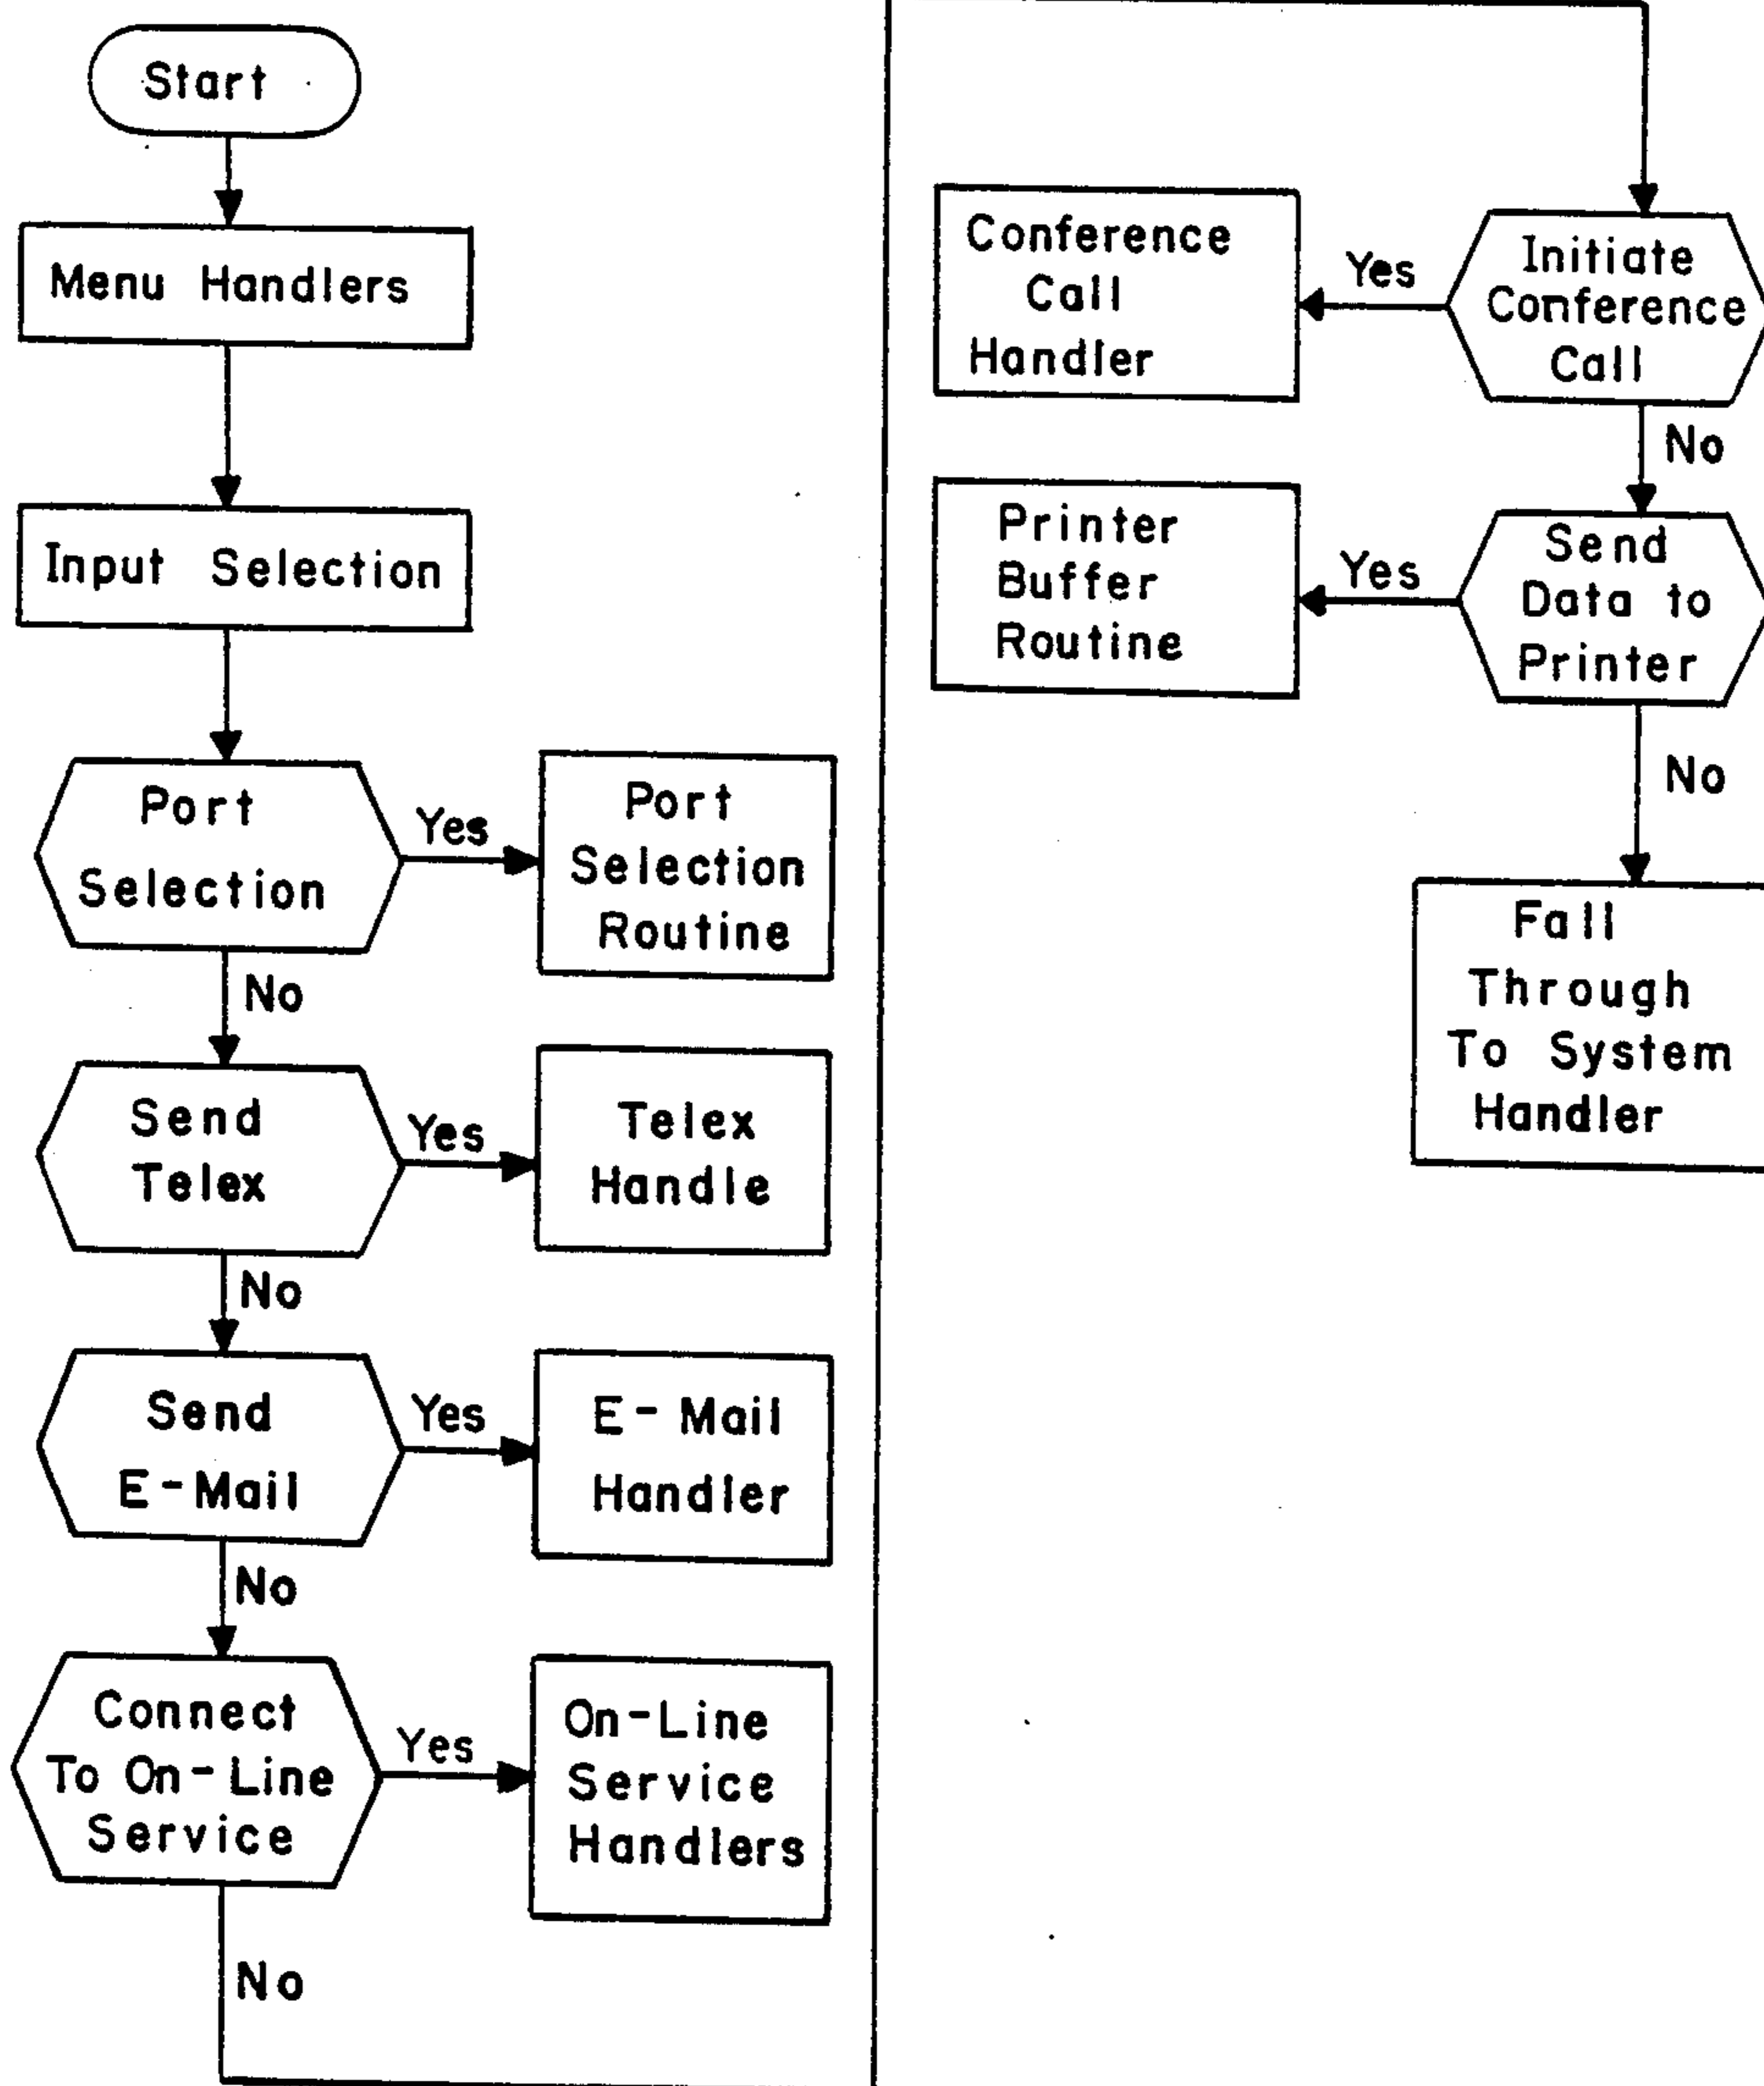 Start
Menu Handlers
Input Selection
Port
Selection
Yes
Port
Selection
Routine
No
Send
Telex
Yes
Telex
Handle
No
Send
E-Mail
Yes
E-Mail
Handler
No
Connect
To On-Line
Service
Yes
On-Line
Service
Handlers
No
Initiate
Conference
Call
Yes
Conference
Call
Handler
No
Send
Data to
Printer
Yes
Printer
Buffer
Routine
No
Fall
Through
To System
Handler